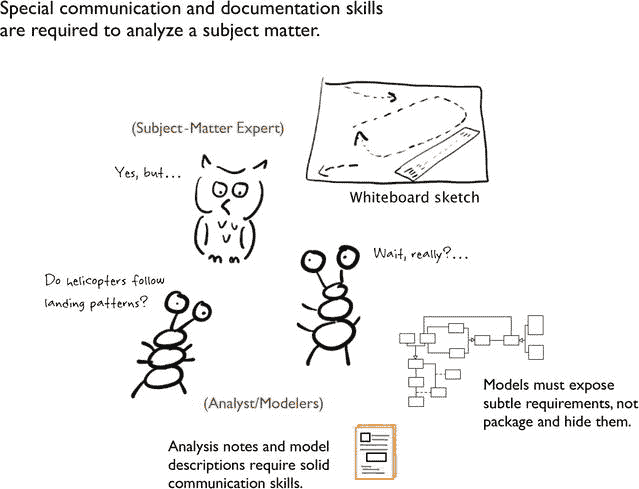 Special communication and documentation skills
are required to analyze a subject matter.
(Subject-Matter Expert)
Yes, but...
Whiteboard sketch
Wait, really?...
Do helicopters follow
landing patterns?
(Analyst/Modelers)
Models must expose
subtle requirements, not
package and hide them.
Analysis notes and model
descriptions require solid
communication skills.